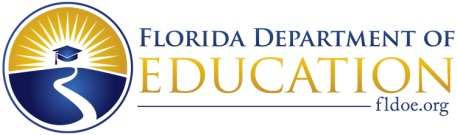 FLORIDA DEPARTMENT OF
EDUCATION
fldoe.org